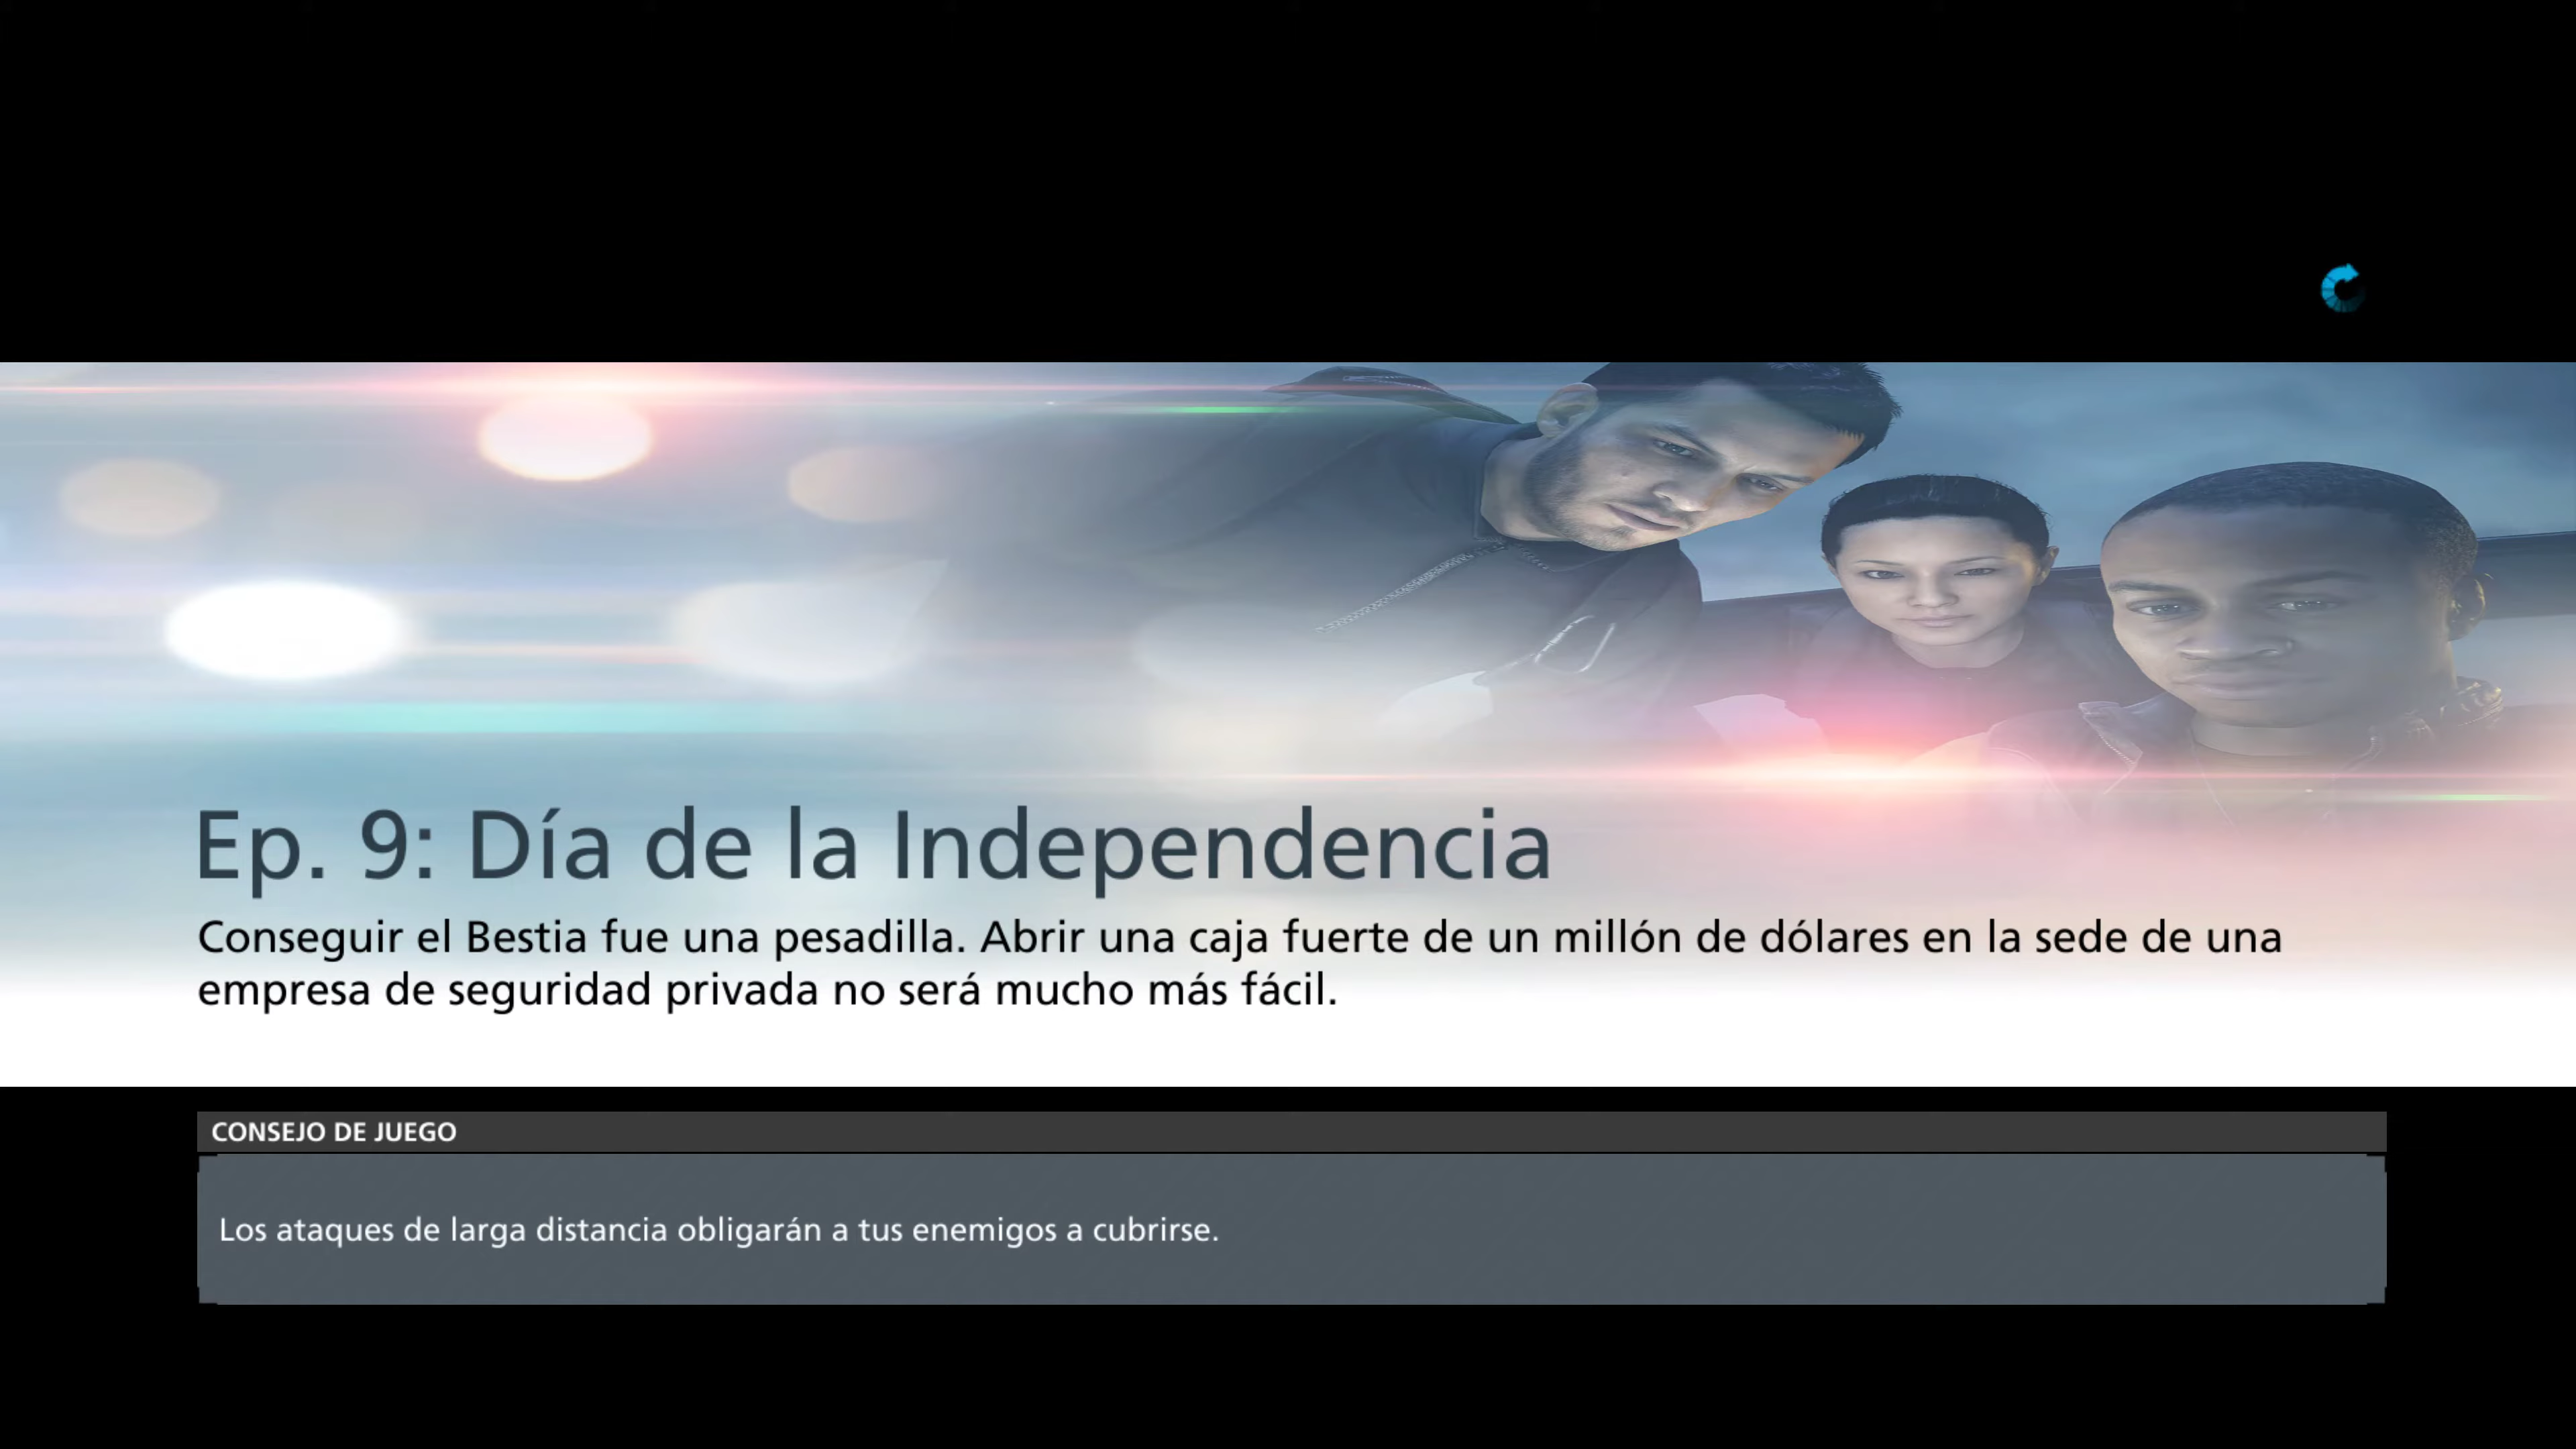 Ep. 9: Día de la Independencia
Conseguir el Bestia fue una pesadilla. Abrir una caja fuerte de un millón de dólares en la sede de una
empresa de seguridad privada no será mucho más fácil.
CONSEJO DE JUEGO
Los ataques de larga distancia obligarán a tus enemigos a cubrirse.